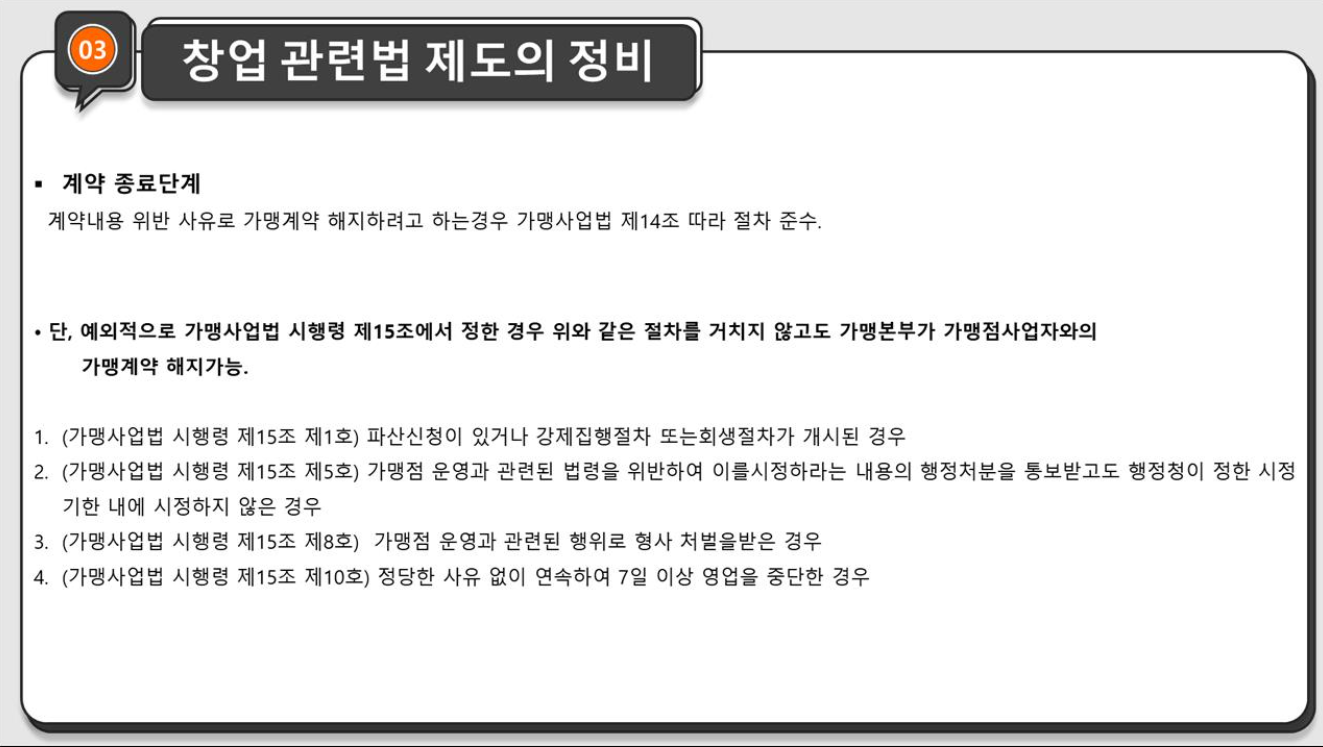 03
창업 관련법 제도의 정비
▪ 계약 종료단계
계약내용 위반 사유로 가맹계약 해지하려고 하는경우 가맹사업법 제14조 따라 절차 준수.
• 단, 예외적으로 가맹사업법 시행령 제15조에서 정한 경우 위와 같은 절차를 거치지 않고도 가맹본부가 가맹점사업자와의
가맹계약 해지가능.
1. (가맹사업법 시행령 제15조 제1호) 파산신청이 있거나 강제집행절차 또는회생절차가 개시된 경우
2. (가맹사업법 시행령 제15조 제5호) 가맹점 운영과 관련된 법령을 위반하여 이를시정하라는 내용의 행정처분을 통보받고도 행정청이 정한 시정
기한 내에 시정하지 않은 경우
3. (가맹사업법 시행령 제15조 제8호) 가맹점 운영과 관련된 행위로 형사 처벌을받은 경우
4. (가맹사업법 시행령 제15조 제10호) 정당한 사유 없이 연속하여 7일 이상 영업을 중단한 경우